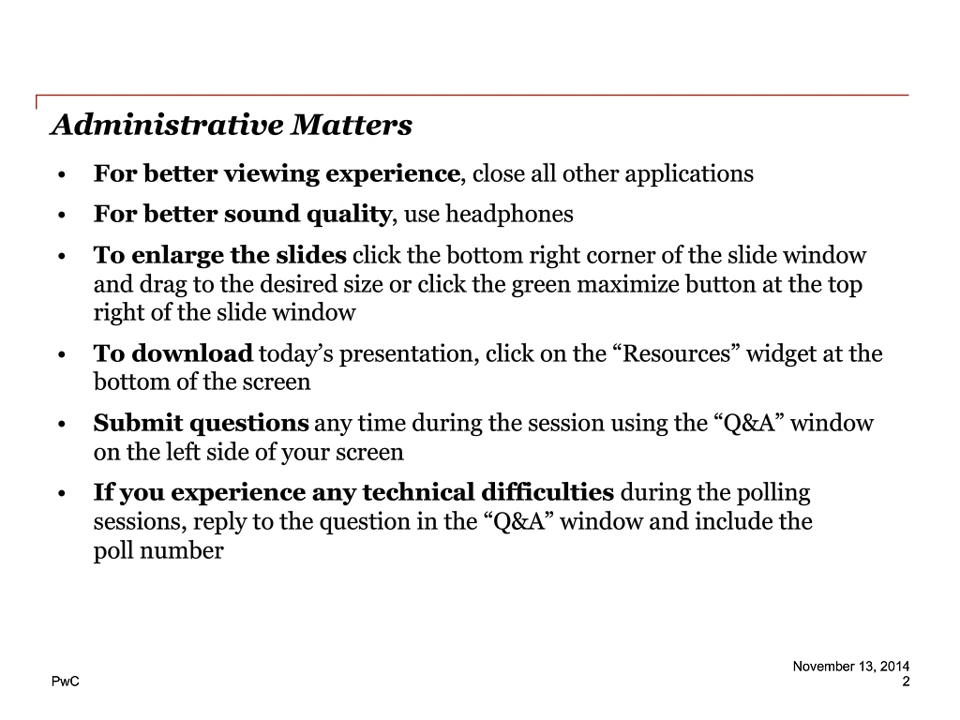 Administrative Matters
• For better viewing experience, close all other applications
• For better sound quality, use headphones
• To enlarge the slides click the bottom right corner of the slide window
and drag to the desired size or click the green maximize button at the top
right of the slide window
• To download today’s presentation, click on the “Resources” widget at the
bottom of the screen
• Submit questions any time during the session using the “Q&A” window
on the left side of your screen
• If you experience any technical difficulties during the polling
sessions, reply to the question in the “Q&A” window and include the
poll number
November 13, 2014
PwC
2